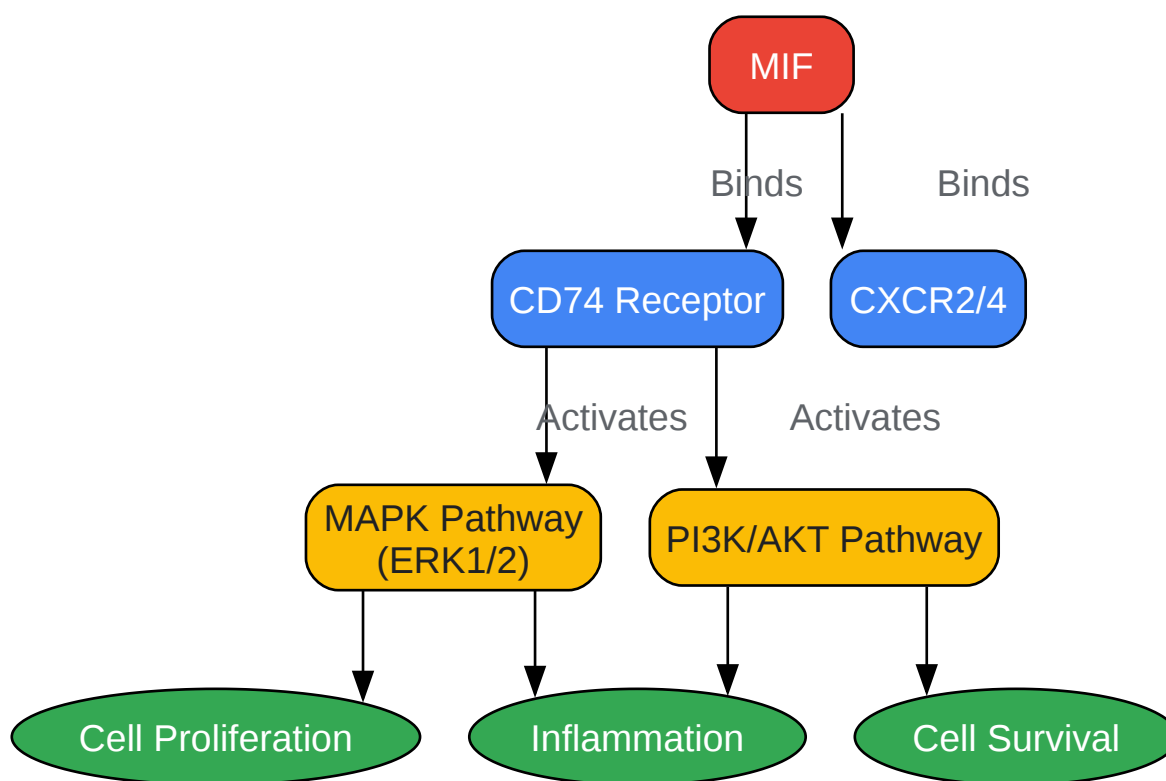 MIF
Binds
Binds
CD74 Receptor
CXCR2/4
Activates
Activates
MAPK Pathway
(ERK1/2)
PI3K/AKT Pathway
Cell Proliferation
Inflammation
Cell Survival